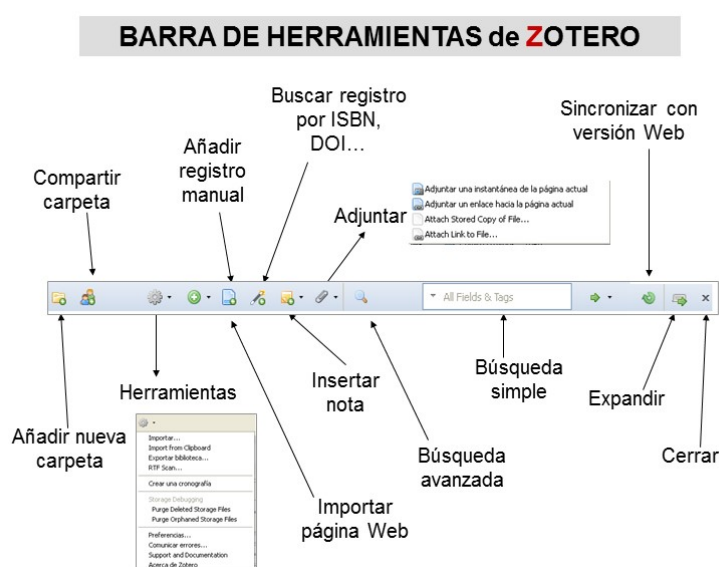 BARRA DE HERRAMIENTAS de ZOTERO
Buscar registro
por ISBN,
DOI...
Sincronizar con
versión Web
Añadir
registro
manual
Compartir
carpeta
Adjuntar
Adjuntar una instantánea de la página actual
Adjuntar un enlace hacia la página actual
Attach Stored Copy of File...
Attach Link to File...
All Fields & Tags
Herramientas
Insertar
nota
Búsqueda
simple
Expandir
Añadir nueva
carpeta
Búsqueda
avanzada
Cerrar
Importar
página Web
Importar...
Import from Clipboard
Exportar biblioteca...
RTF Scan...
Crear una cronografía
Storage Debugging
Purge Deleted Storage Files
Purge Orphaned Storage Files
Preferencias...
Comunicar errores...
Support and Documentation
Acerca de Zotero